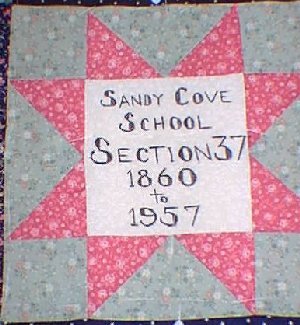 SANDY COVE
SCHOOL
SECTION 37
1860
to
1957